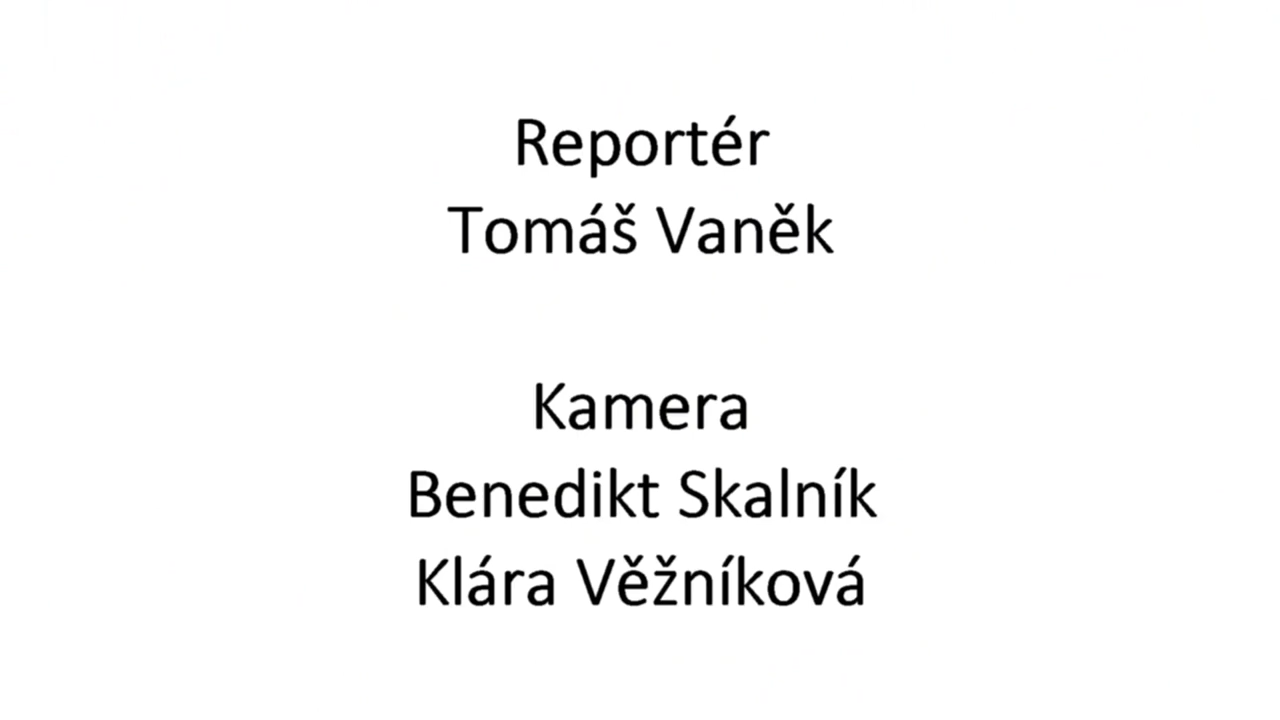 Reportér
Tomáš Vaněk
Kamera
Benedikt Skalník
Klára Věžníková